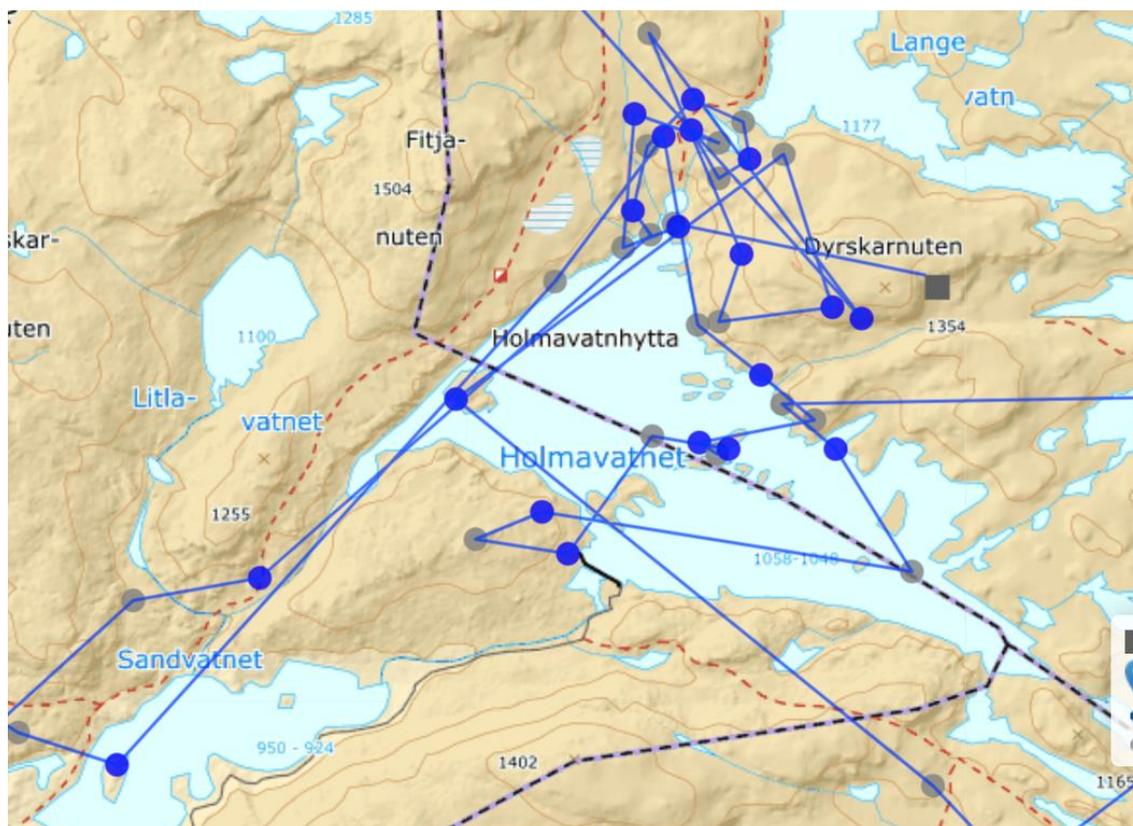 1285
Lange
vatn
1177
Fitja-
1504
nuten
skar-
Dyrskarnuten
uten
1100
Holmavatnhytta
1354
Litla-
vatnet
Holmavatnet
1255
1058-1048
Sandvatnet
950 - 924
1402
1165